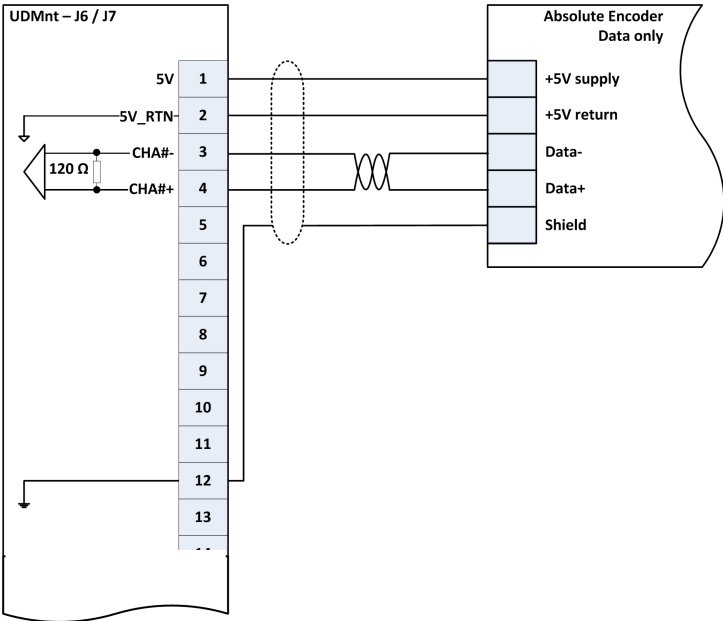 UDMnt – J6 / J7
Absolute Encoder
Data only
5V 1 +5V supply
5V_RTN 2 +5V return
CHA#- 3 Data-
120 Ω
CHA#+ 4 Data+
5 Shield
6
7
8
9
10
11
12
13